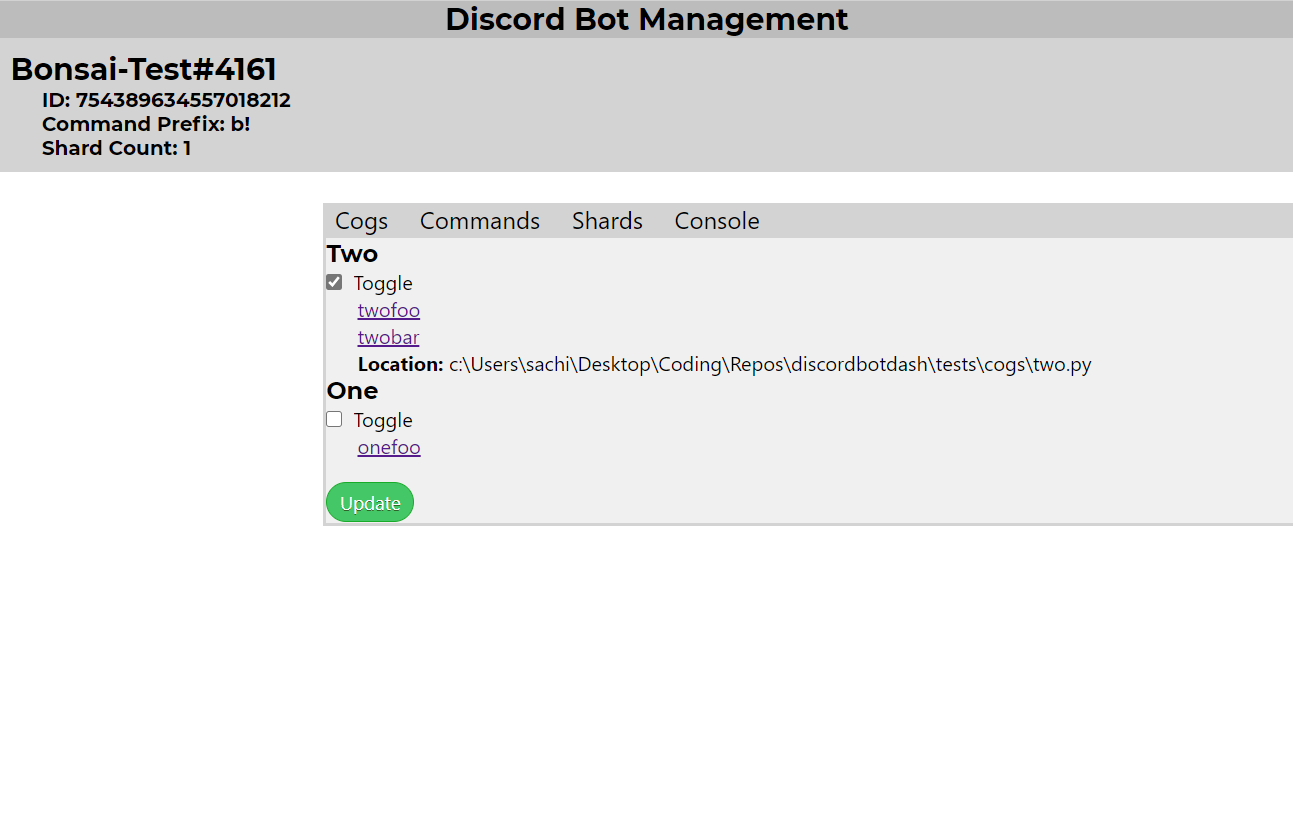 Discord Bot Management
Bonsai-Test#4161
ID: 754389634557018212
Command Prefix: b!
Shard Count: 1
Cogs Commands Shards Console
Two
Toggle
twofoo
twobar
Location: c:\Users\sachi\Desktop\Coding\Repos\discordbotdash\tests\cogs\two.py
One
Toggle
onefoo
Update